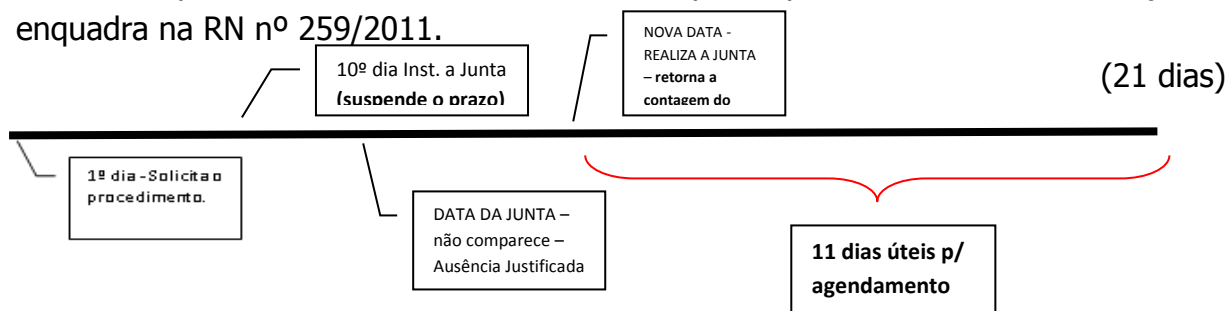 enquadra na RN nº 259/2011.
NOVA DATA -
REALIZA A JUNTA
– retorna a
contagem do
10º dia Inst. a Junta
(suspende o prazo)
(21 dias)
1º dia - Solicita o
procedimento.
DATA DA JUNTA –
não comparece –
Ausência Justificada
11 dias úteis p/
agendamento